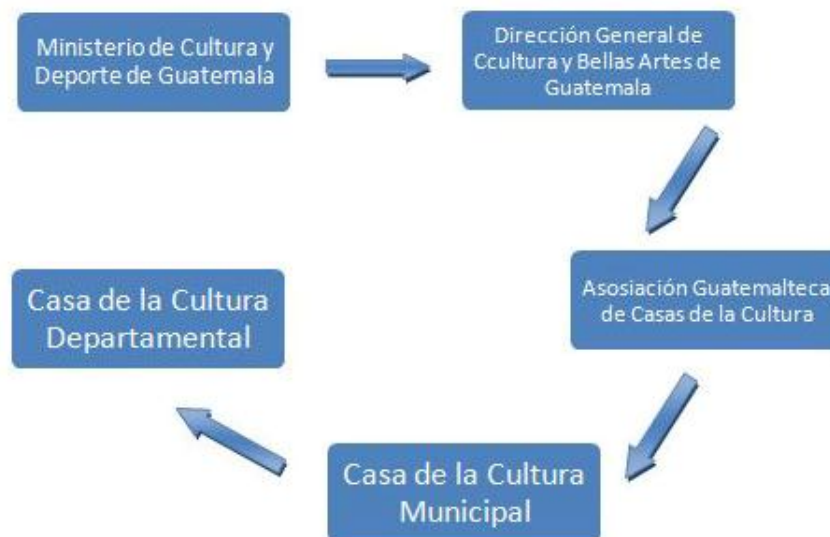 Ministerio de Cultura y
Deporte de Guatemala
Dirección General de
Ccultura y Bellas Artes de
Guatemala
Asosiación Guatemalteca
de Casas de la Cultura
Casa de la Cultura
Municipal
Casa de la Cultura
Departamental